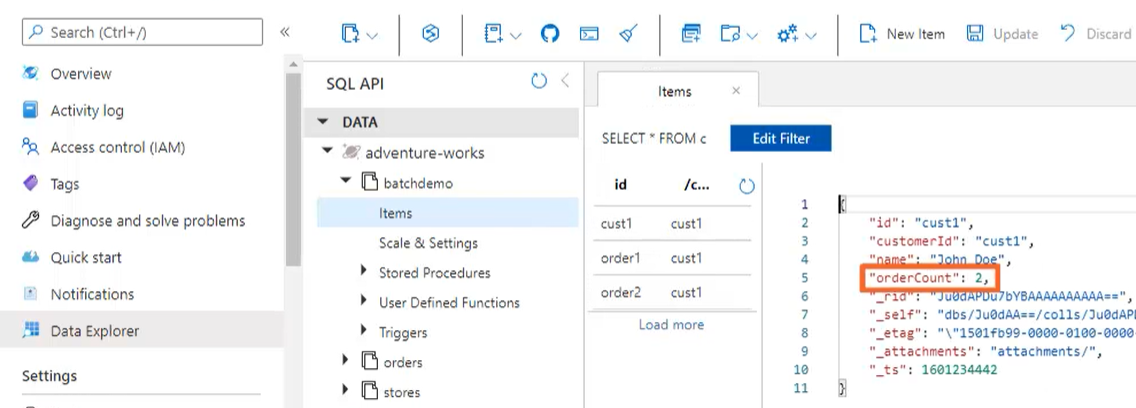 Search (Ctrl+/)
«
New Item
Update
Discard
Overview
Activity log
Access control (IAM)
Tags
Diagnose and solve problems
Quick start
Notifications
Data Explorer
Settings
SQL API
DATA
adventure-works
batchdemo
Items
Scale & Settings
Stored Procedures
User Defined Functions
Triggers
orders
stores
Items
SELECT * FROM c
Edit Filter
id /c...
cust1 cust1
order1 cust1
order2 cust1
Load more
1 {
2 "id": "cust1",
3 "customerId": "cust1",
4 "name": "John Doe",
5 "orderCount": 2,
6 "_rid": "Ju0dAPDu7bYBAAAAAAAAAA==",
7 "_self": "dbs/Ju0dAA==/colls/Ju0dAP
8 "_etag": "\"1501fb99-0000-0100-0000-
9 "_attachments": "attachments/",
10 "_ts": 1601234442
11 }